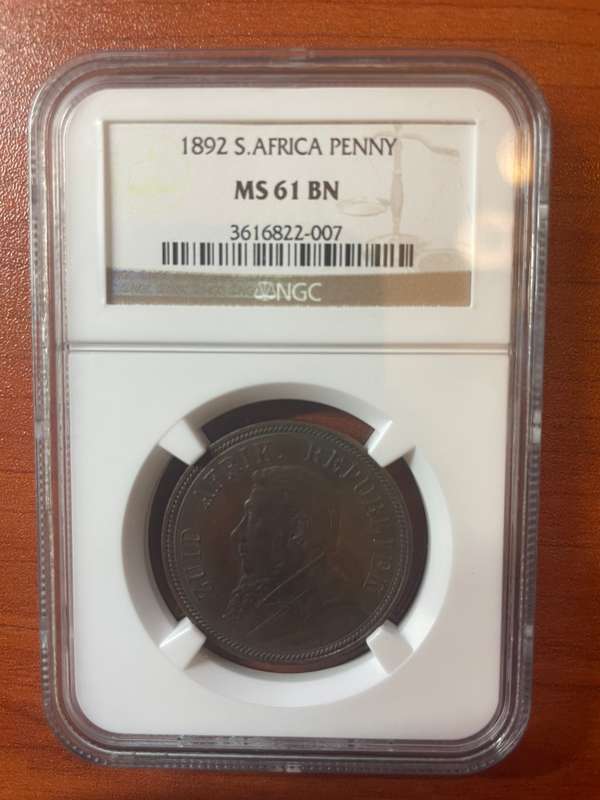 1892 S.AFRICA PENNY
MS 61 BN
3616822-007
NGC
ZUID AFRIK. REPUBLIEK